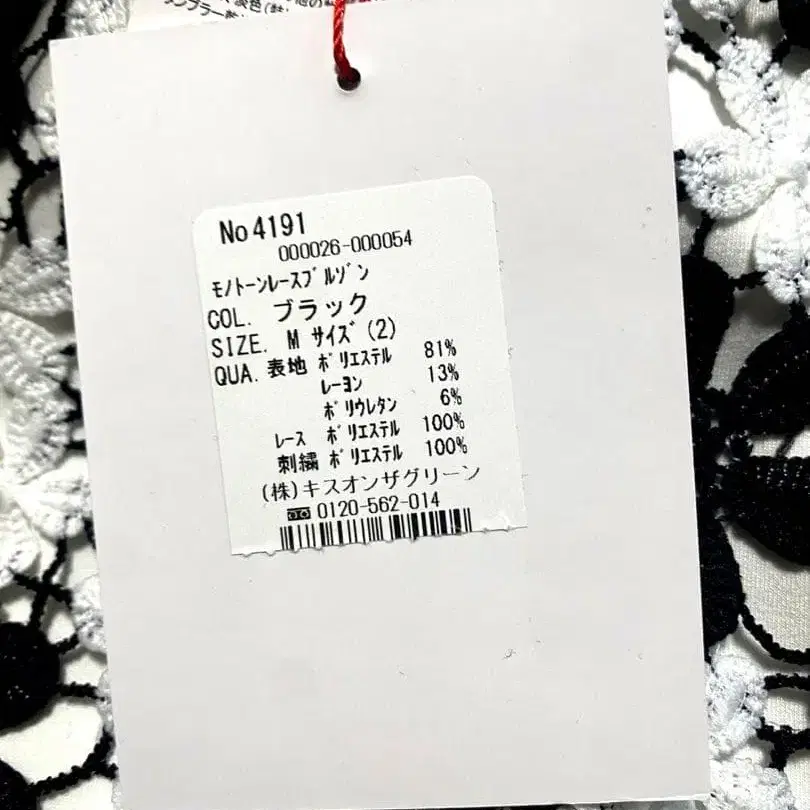 No4191
000026-000054
ﾓﾉﾄｰﾝﾚｰｽﾌﾞﾙｿﾞﾝ
COL. ブラック
SIZE. M ｻｲｽﾞ(2)
QUA. 表地 ﾎﾟﾘｴｽﾃﾙ 81%
ﾚｰﾖﾝ 13%
ﾎﾟﾘｳﾚﾀﾝ 6%
ﾚｰｽ ﾎﾟﾘｴｽﾃﾙ 100%
刺繍 ﾎﾟﾘｴｽﾃﾙ 100%
(株)キスオンザグリーン
0120-562-014